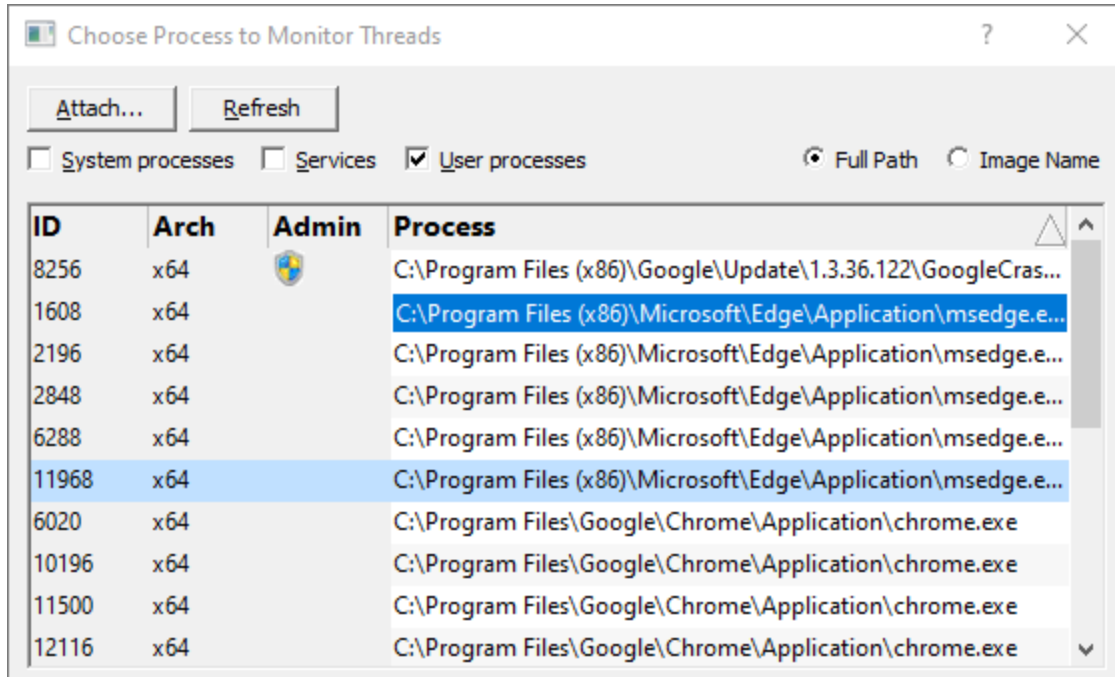 Choose Process to Monitor Threads ?
Attach... Refresh
System processes Services User processes Full Path Image Name
ID Arch Admin Process
8256 x64 C:\Program Files (x86)\Google\Update\1.3.36.122\GoogleCras...
1608 x64 C:\Program Files (x86)\Microsoft\Edge\Application\msedge.e...
2196 x64 C:\Program Files (x86)\Microsoft\Edge\Application\msedge.e...
2848 x64 C:\Program Files (x86)\Microsoft\Edge\Application\msedge.e...
6288 x64 C:\Program Files (x86)\Microsoft\Edge\Application\msedge.e...
11968 x64 C:\Program Files (x86)\Microsoft\Edge\Application\msedge.e...
6020 x64 C:\Program Files\Google\Chrome\Application\chrome.exe
10196 x64 C:\Program Files\Google\Chrome\Application\chrome.exe
11500 x64 C:\Program Files\Google\Chrome\Application\chrome.exe
12116 x64 C:\Program Files\Google\Chrome\Application\chrome.exe